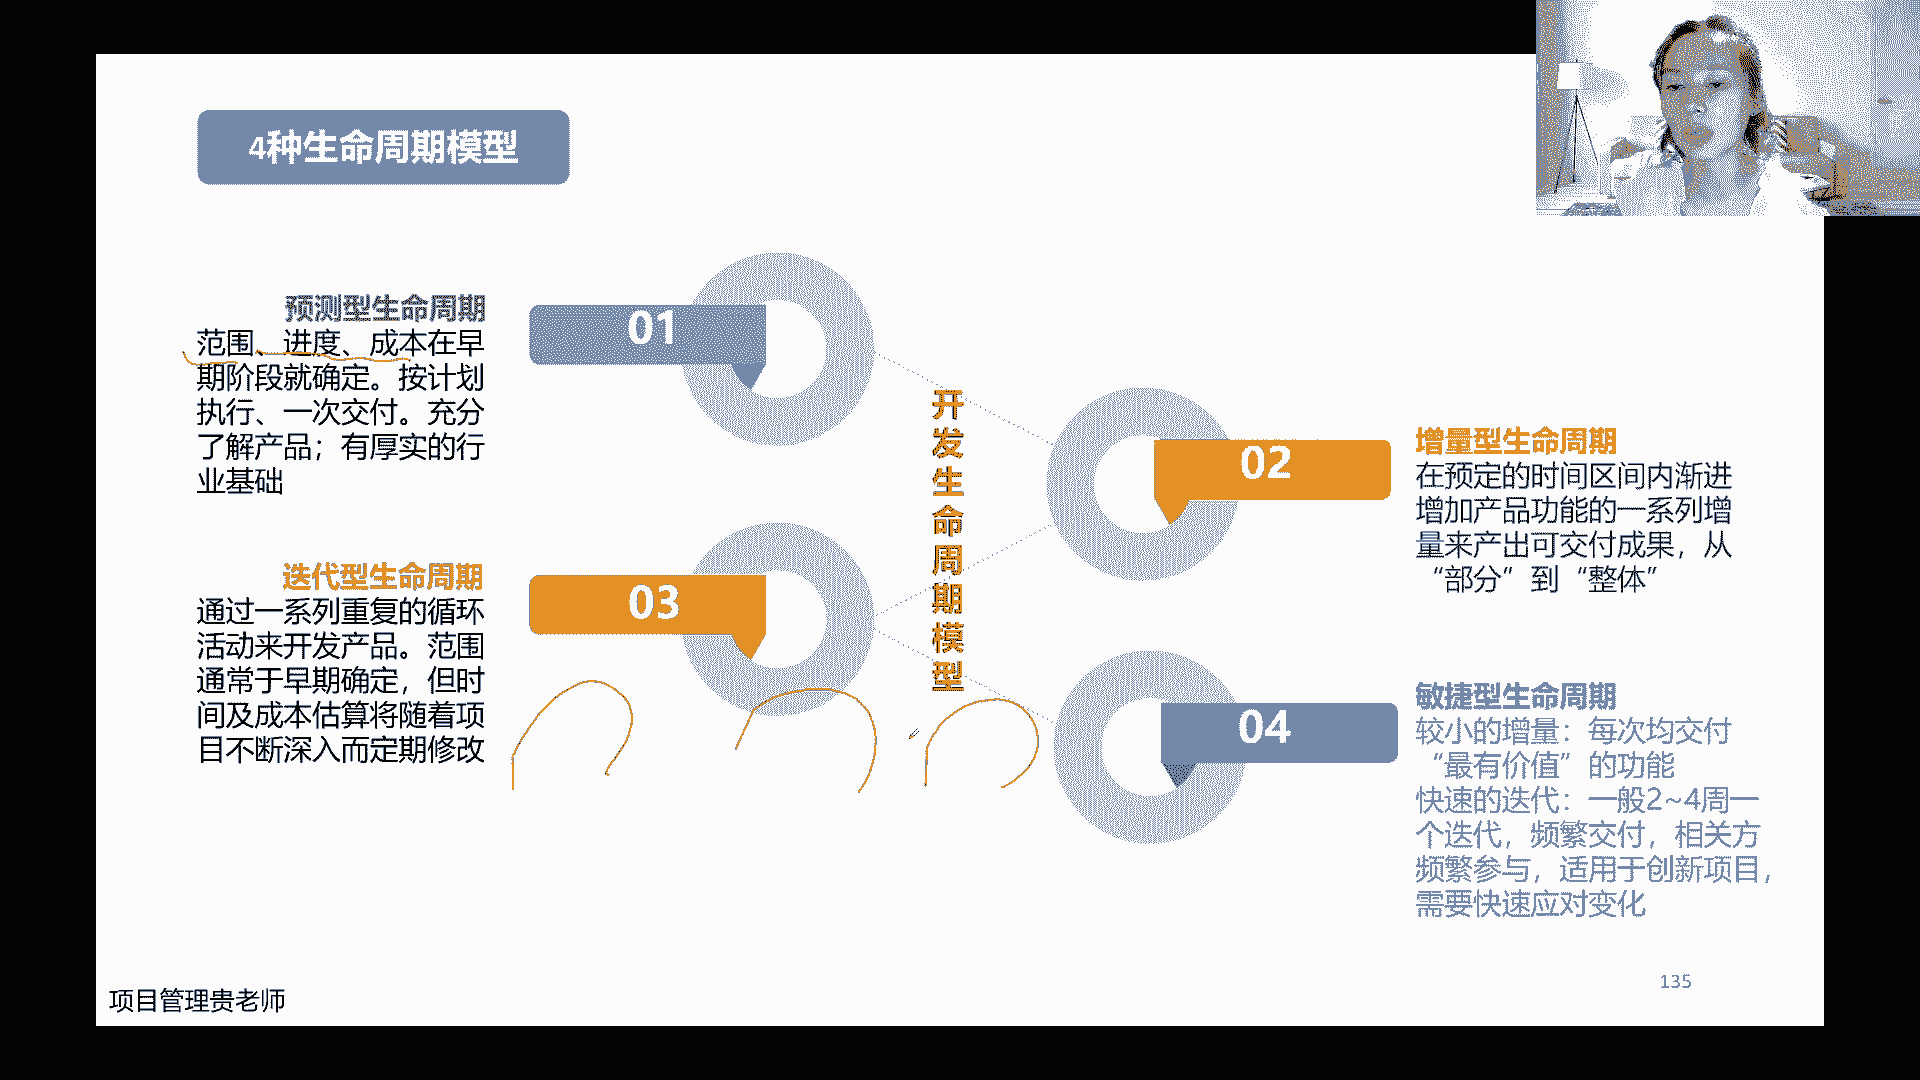 4种生命周期模型
预测型生命周期
范围、进度、成本在早
期阶段就确定。按计划
执行、一次交付。充分
了解产品；有厚实的行
业基础
01
开发生命周期模型
02
增量型生命周期
在预定的时间区间内渐进
增加产品功能的一系列增
量来产出可交付成果，从
“部分”到“整体”
迭代型生命周期
通过一系列重复的循环
活动来开发产品。范围
通常于早期确定，但时
间及成本估算将随着项
目不断深入而定期修改
03
04
敏捷型生命周期
较小的增量：每次均交付
“最有价值”的功能
快速的迭代：一般2~4周一
个迭代，频繁交付，相关方
频繁参与，适用于创新项目，
需要快速应对变化
135
项目管理贵老师